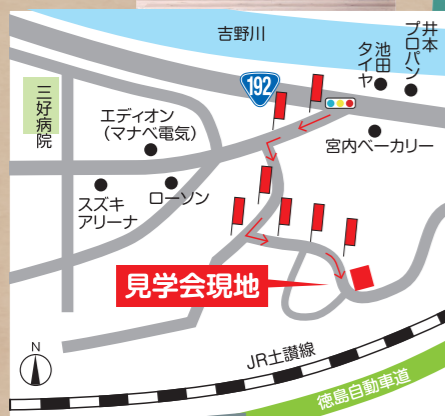 吉野川
井本
プロパン
池田
タイヤ
192
三好病院
エディオン
(マナベ電気)
宮内ベーカリー
ローソン
スズキ
アリーナ
見学会現地
N
JR土讃線
徳島自動車道